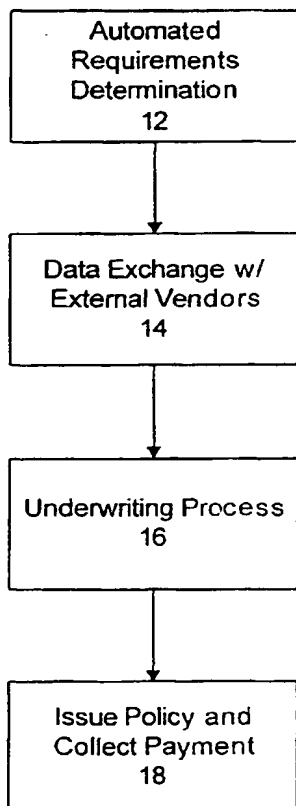 Automated
Requirements
Determination
12
Data Exchange w/
External Vendors
14
Underwriting Process
16
Issue Policy and
Collect Payment
18